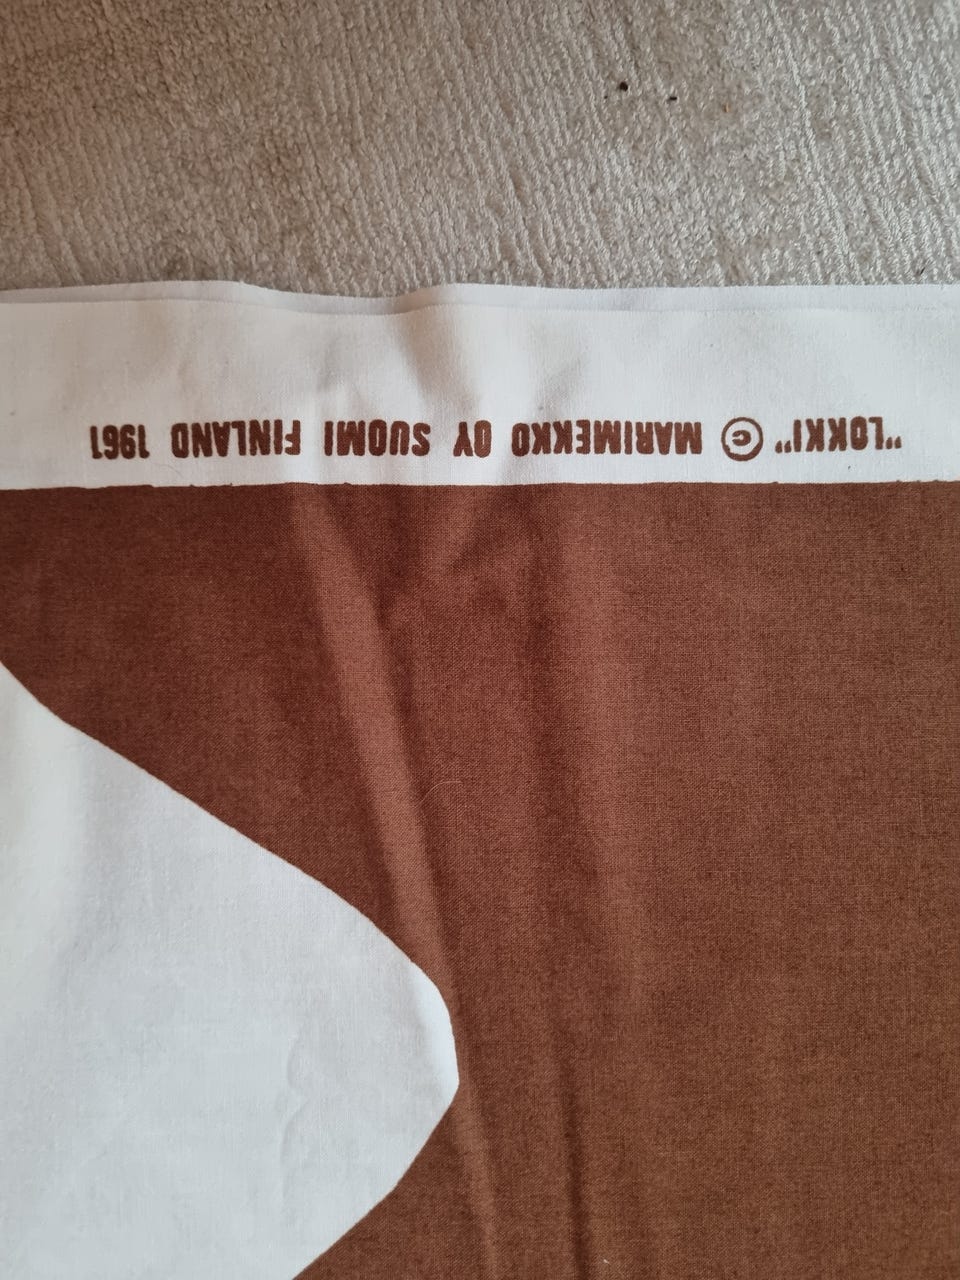 "LOKKI" © MARIMEKKO OY SUOMI FINLAND 1961